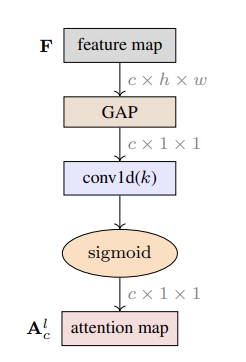 F feature map
c × h × w
GAP
c × 1 × 1
conv1d(k)
sigmoid
c × 1 × 1
A_c^l attention map